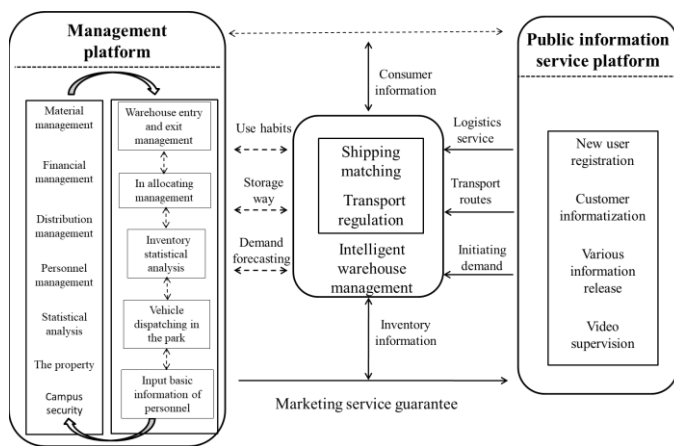 Management
platform
Material
management
Financial
management
Distribution
management
Personnel
management
Statistical
analysis
The property
Campus
security
Warehouse entry
and exit
management
In allocating
management
Inventory
statistical
analysis
Vehicle
dispatching in
the park
Input basic
information of
personnel
Use habits
Storage
way
Demand
forecasting
Consumer
information
Shipping
matching
Transport
regulation
Intelligent
warehouse
management
Inventory
information
Logistics
service
Transport
routes
Initiating
demand
Marketing service guarantee
Public information
service platform
New user
registration
Customer
informatization
Various
information
release
Video
supervision